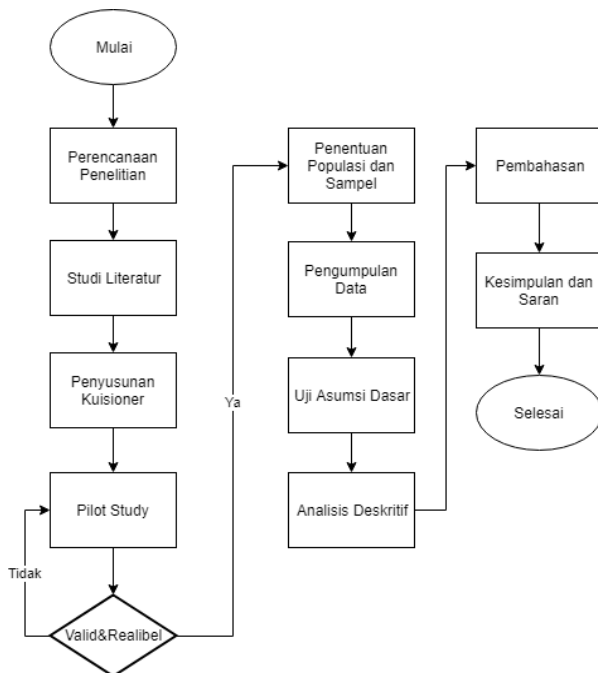 Mulai
Perencanaan
Penelitian
Studi Literatur
Penyusunan
Kuisioner
Pilot Study
Tidak
Valid&Realibel
Ya
Penentuan
Populasi dan
Sampel
Pengumpulan
Data
Uji Asumsi Dasar
Analisis Deskritif
Pembahasan
Kesimpulan dan
Saran
Selesai